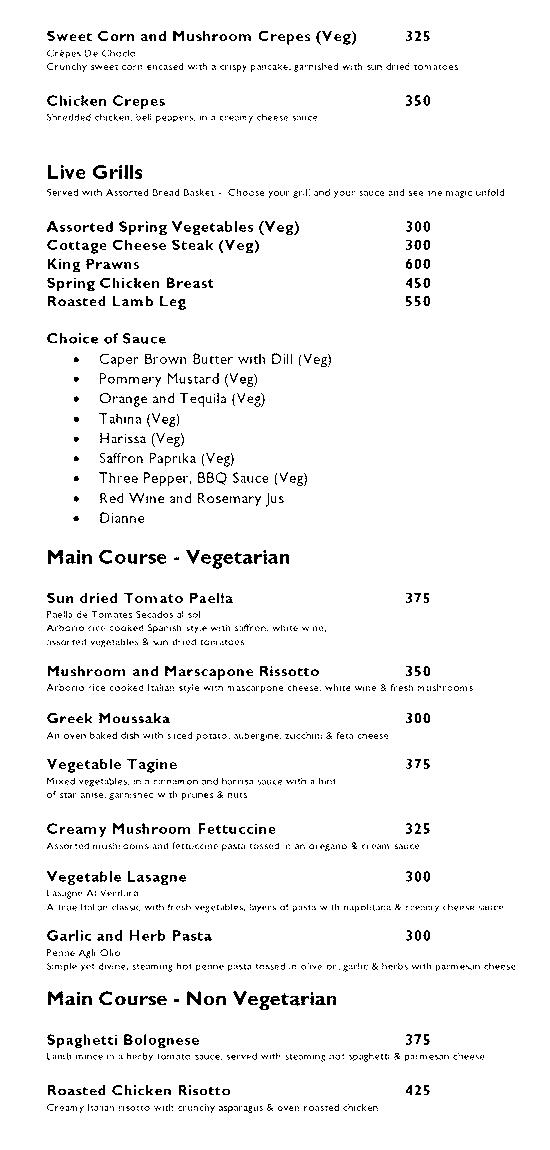 Sweet Corn and Mushroom Crepes (Veg) 325
Crêpes De Choclo
Crunchy sweet corn encased with a crispy pancake, garnished with sun dried tomatoes
Chicken Crepes 350
Shredded chicken, bell peppers, in a creamy cheese sauce
Live Grills
Served with Assorted Bread Basket - Choose your grill and your sauce and see the magic unfold
Assorted Spring Vegetables (Veg) 300
Cottage Cheese Steak (Veg) 300
King Prawns 600
Spring Chicken Breast 450
Roasted Lamb Leg 550
Choice of Sauce
• Caper Brown Butter with Dill (Veg)
• Pommery Mustard (Veg)
• Orange and Tequila (Veg)
• Tahina (Veg)
• Harissa (Veg)
• Saffron Paprika (Veg)
• Three Pepper, BBQ Sauce (Veg)
• Red Wine and Rosemary Jus
• Dianne
Main Course - Vegetarian
Sun dried Tomato Paella 375
Paella de Tomates Secados al sol
Arborio rice cooked Spanish style with saffron, white wine,
assorted vegetables & sun dried tomatoes
Mushroom and Marscapone Rissotto 350
Arborio rice cooked Italian style with mascarpone cheese, white wine & fresh mushrooms
Greek Moussaka 300
An oven baked dish with sliced potato, aubergine, zucchini & feta cheese
Vegetable Tagine 375
Mixed vegetables, in a cinnamon and harrisa sauce with a hint
of star anise, garnished with prunes & nuts
Creamy Mushroom Fettuccine 325
Assorted mushrooms and fettuccine pasta tossed in an oregano & cream sauce
Vegetable Lasagne 300
Lasagne Al Verdura
A true Italian classic with fresh vegetables, layers of pasta with napolitana & creamy cheese sauce
Garlic and Herb Pasta 300
Penne Agli Olio
Simple yet divine, steaming hot penne pasta tossed in olive oil, garlic & herbs with parmesan cheese
Main Course - Non Vegetarian
Spaghetti Bolognese 375
Lamb mince in a herby tomato sauce, served with steaming hot spaghetti & parmesan cheese
Roasted Chicken Risotto 425
Creamy Italian risotto with crunchy asparagus & oven roasted chicken